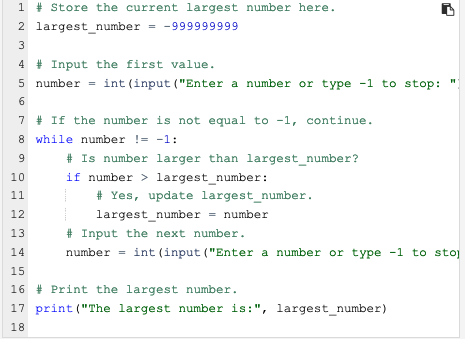 1 # Store the current largest number here.
2 largest_number = -999999999
3
4 # Input the first value.
5 number = int(input("Enter a number or type -1 to stop: "
6
7 # If the number is not equal to -1, continue.
8 while number != -1:
9     # Is number larger than largest_number?
10     if number > largest_number:
11         # Yes, update largest_number.
12         largest_number = number
13     # Input the next number.
14     number = int(input("Enter a number or type -1 to stop
15
16 # Print the largest number.
17 print("The largest number is:", largest_number)
18